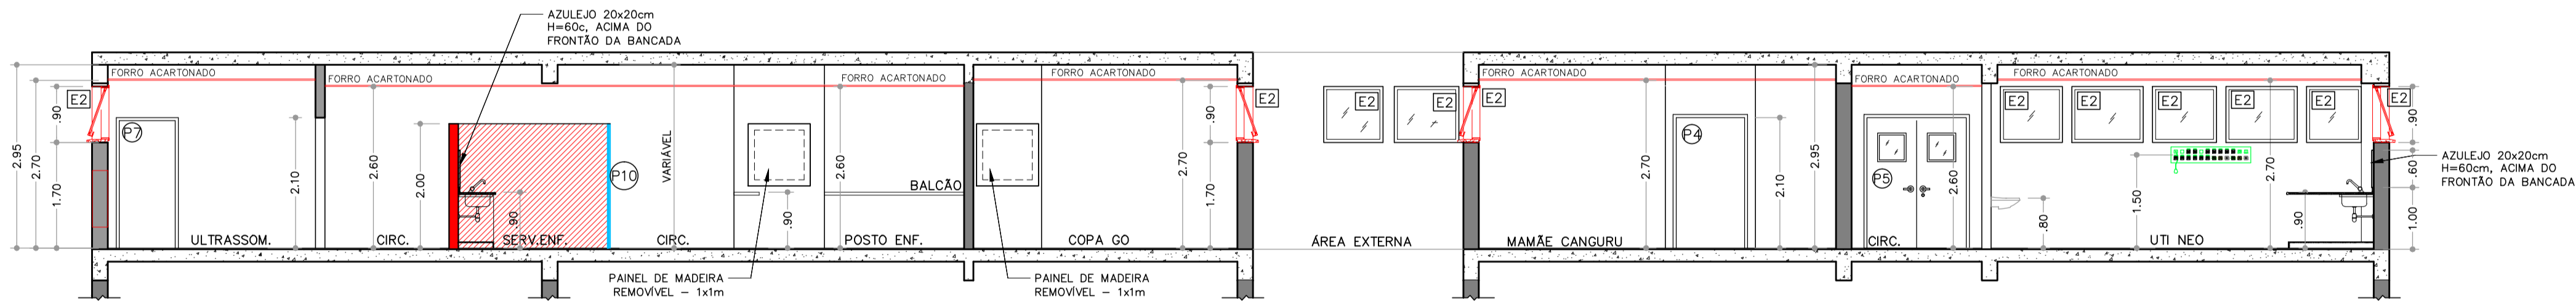 AZULEJO 20x20cm
H=60c, ACIMA DO
FRONTÃO DA BANCADA
FORRO ACARTONADO
FORRO ACARTONADO
FORRO ACARTONADO
FORRO ACARTONADO
FORRO ACARTONADO
FORRO ACARTONADO
FORRO ACARTONADO
E2
E2
E2
E2
E2
E2
E2
E2
E2
E2
E2
2.95
2.70
.90
1.70
P7
2.10
2.60
2.00
.90
P10
VARIÁVEL
.90
2.60
BALCÃO
2.70
.90
1.70
2.70
P4
2.10
2.95
P5
2.60
.80
1.50
2.70
.90
.90
.60
1.00
AZULEJO 20x20cm
H=60cm, ACIMA DO
FRONTÃO DA BANCADA
ULTRASSOM.
CIRC.
SERV.ENF.
CIRC.
POSTO ENF.
COPA GO
ÁREA EXTERNA
MAMÃE CANGURU
CIRC.
UTI NEO
PAINEL DE MADEIRA
REMOVÍVEL - 1x1m
PAINEL DE MADEIRA
REMOVÍVEL - 1x1m